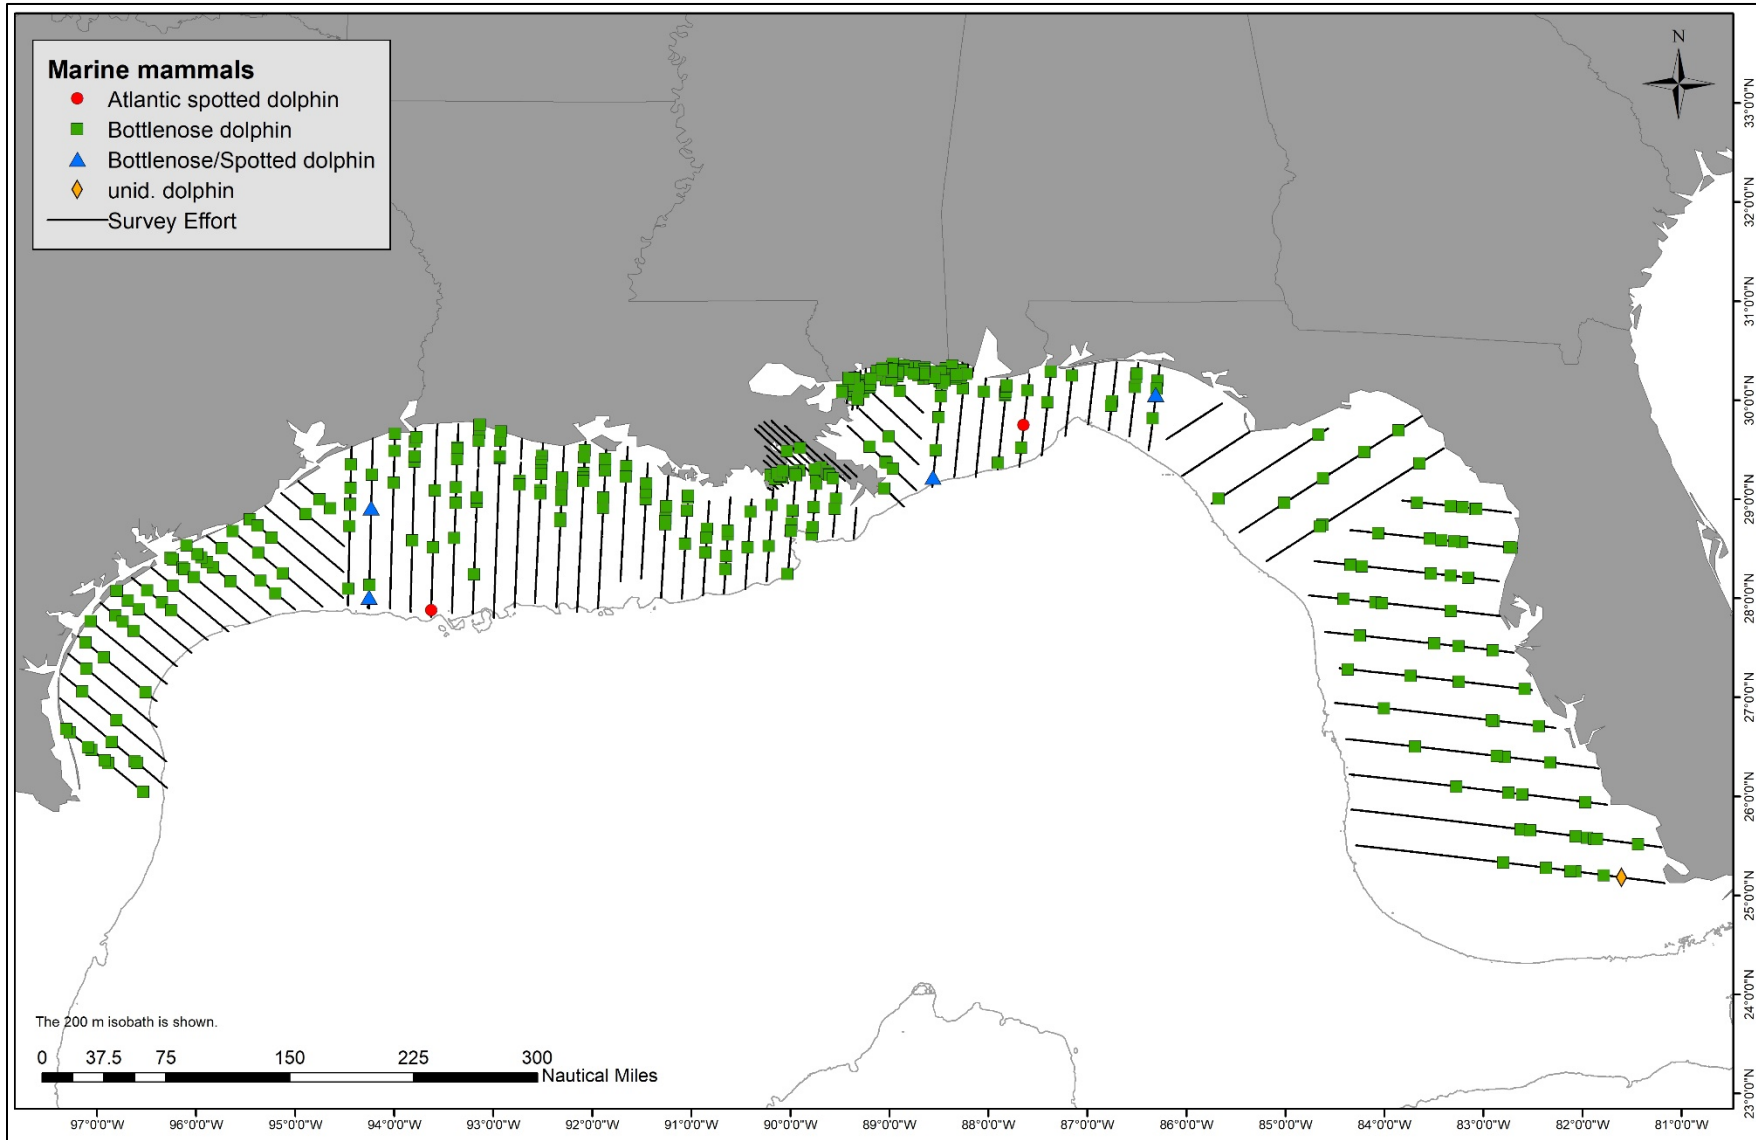 Marine mammals
Atlantic spotted dolphin
Bottlenose dolphin
Bottlenose/Spotted dolphin
unid. dolphin
Survey Effort
N
33°0'0"N
32°0'0"N
31°0'0"N
30°0'0"N
29°0'0"N
28°0'0"N
27°0'0"N
26°0'0"N
25°0'0"N
24°0'0"N
23°0'0"N
The 200 m isobath is shown.
0 37.5 75 150 225 300
Nautical Miles
97°0'0"W 96°0'0"W 95°0'0"W 94°0'0"W 93°0'0"W 92°0'0"W 91°0'0"W 90°0'0"W 89°0'0"W 88°0'0"W 87°0'0"W 86°0'0"W 85°0'0"W 84°0'0"W 83°0'0"W 82°0'0"W 81°0'0"W